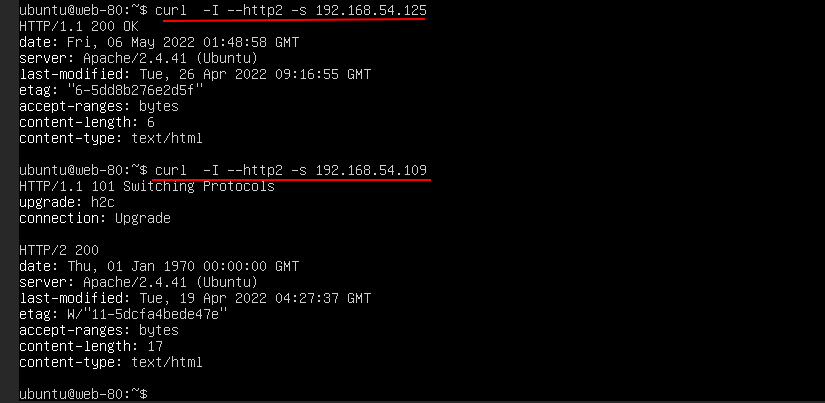 ubuntu@web-80:~$ curl  -I --http2 -s 192.168.54.125
HTTP/1.1 200 OK
date: Fri, 06 May 2022 01:48:58 GMT
server: Apache/2.4.41 (Ubuntu)
last-modified: Tue, 26 Apr 2022 09:16:55 GMT
etag: "6-5dd8b276e2d5f"
accept-ranges: bytes
content-length: 6
content-type: text/html
ubuntu@web-80:~$ curl  -I --http2 -s 192.168.54.109
HTTP/1.1 101 Switching Protocols
upgrade: h2c
connection: Upgrade
HTTP/2 200
date: Thu, 01 Jan 1970 00:00:00 GMT
server: Apache/2.4.41 (Ubuntu)
last-modified: Tue, 19 Apr 2022 04:27:37 GMT
etag: W/"11-5dcfa4bede47e"
accept-ranges: bytes
content-length: 17
content-type: text/html
ubuntu@web-80:~$